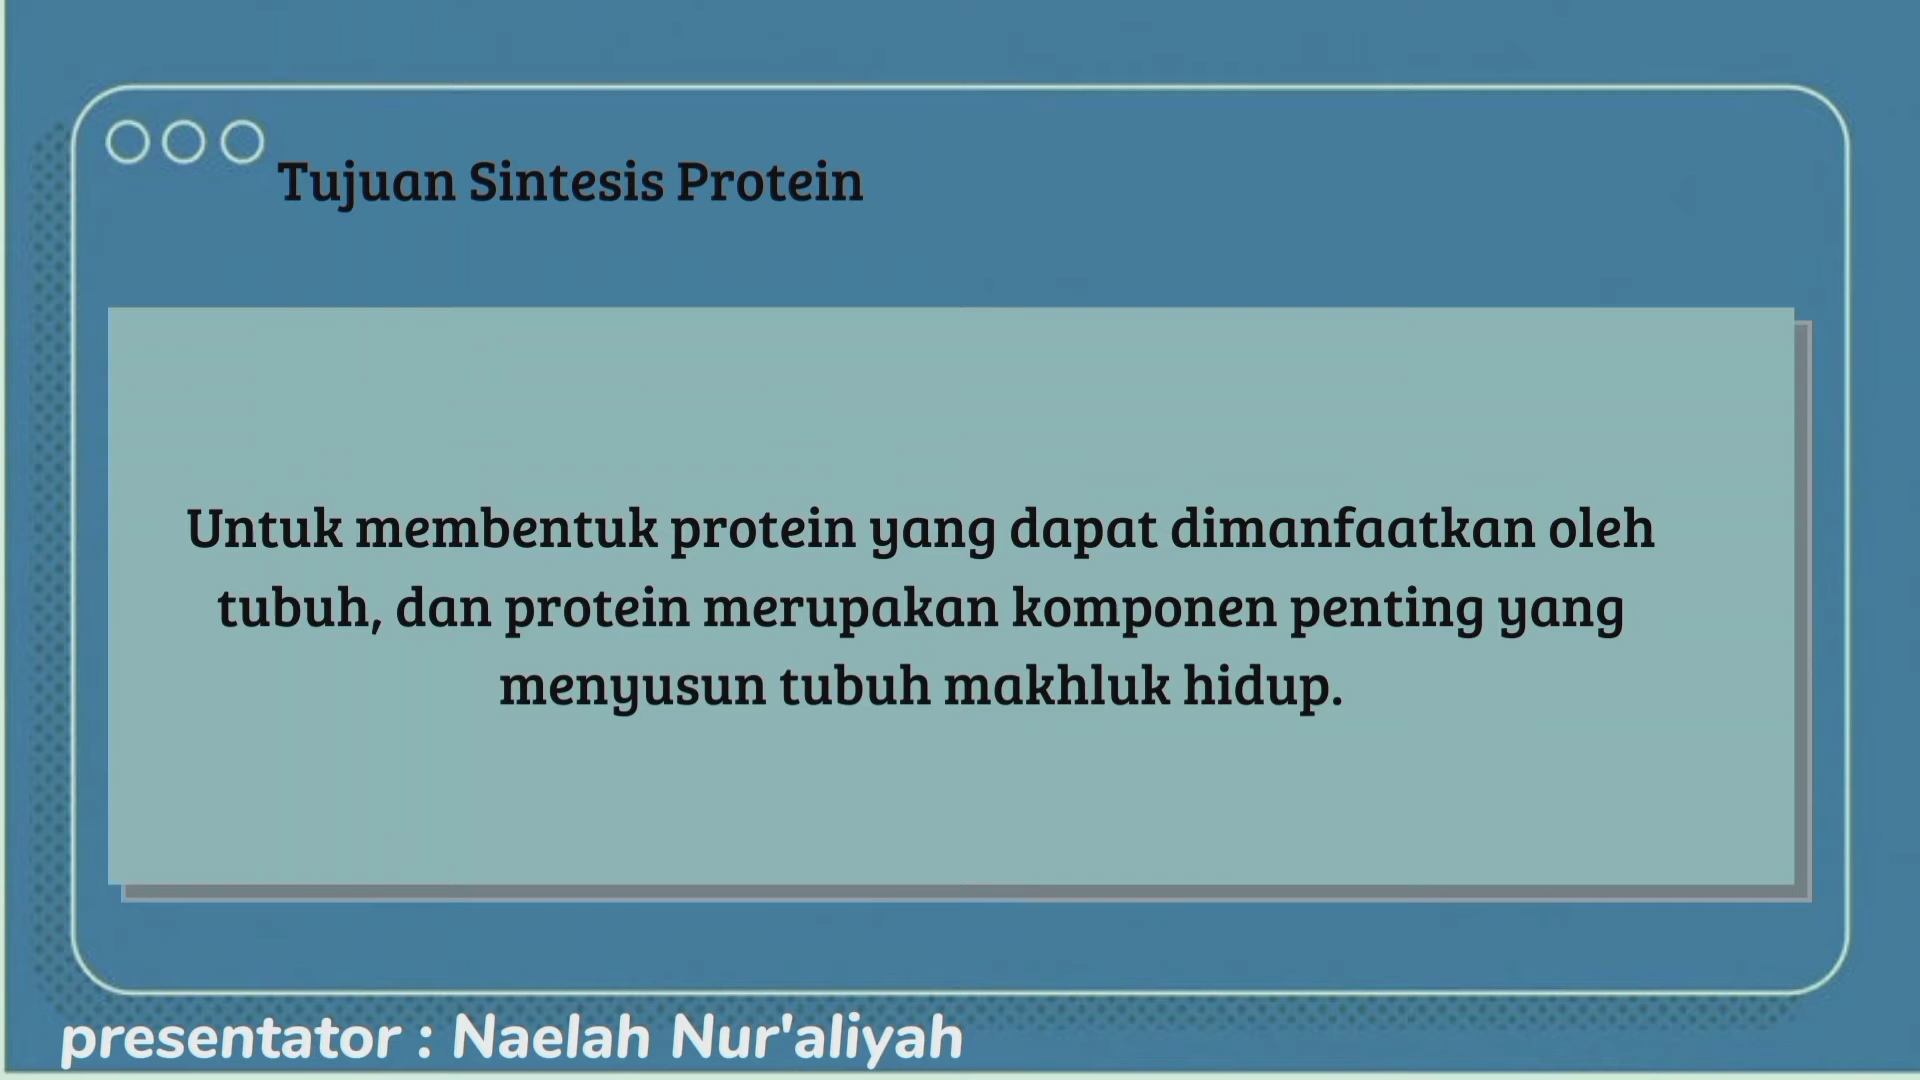 Tujuan Sintesis Protein
Untuk membentuk protein yang dapat dimanfaatkan oleh
tubuh, dan protein merupakan komponen penting yang
menyusun tubuh makhluk hidup.
presentator : Naelah Nur'aliyah